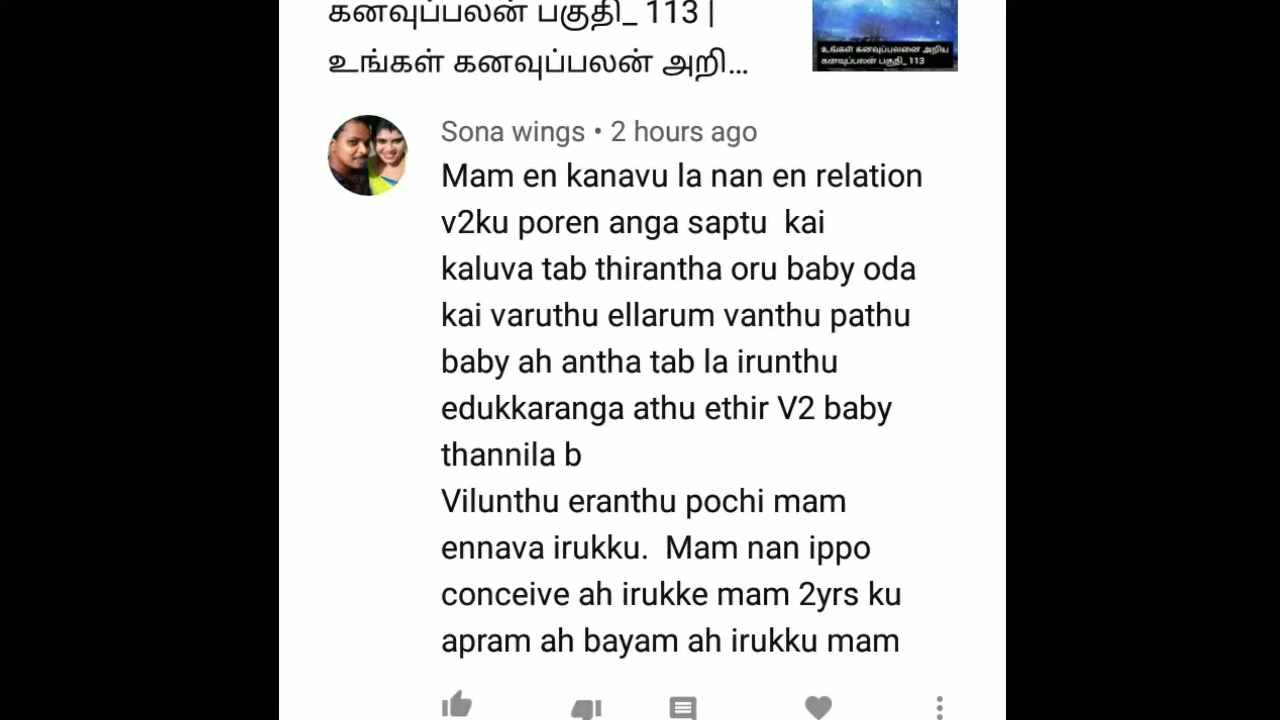 கனவுப்பலன் பகுதி_ 113 |
உங்கள் கனவுப்பலன் அறி...
உங்கள் கனவுப்பலனை அறிய
கனவுப்பலன் பகுதி_ 113
Sona wings • 2 hours ago
Mam en kanavu la nan en relation
v2ku poren anga saptu  kai
kaluva tab thirantha oru baby oda
kai varuthu ellarum vanthu pathu
baby ah antha tab la irunthu
edukkaranga athu ethir V2 baby
thannila b
Vilunthu eranthu pochi mam
ennava irukku.  Mam nan ippo
conceive ah irukke mam 2yrs ku
apram ah bayam ah irukku mam